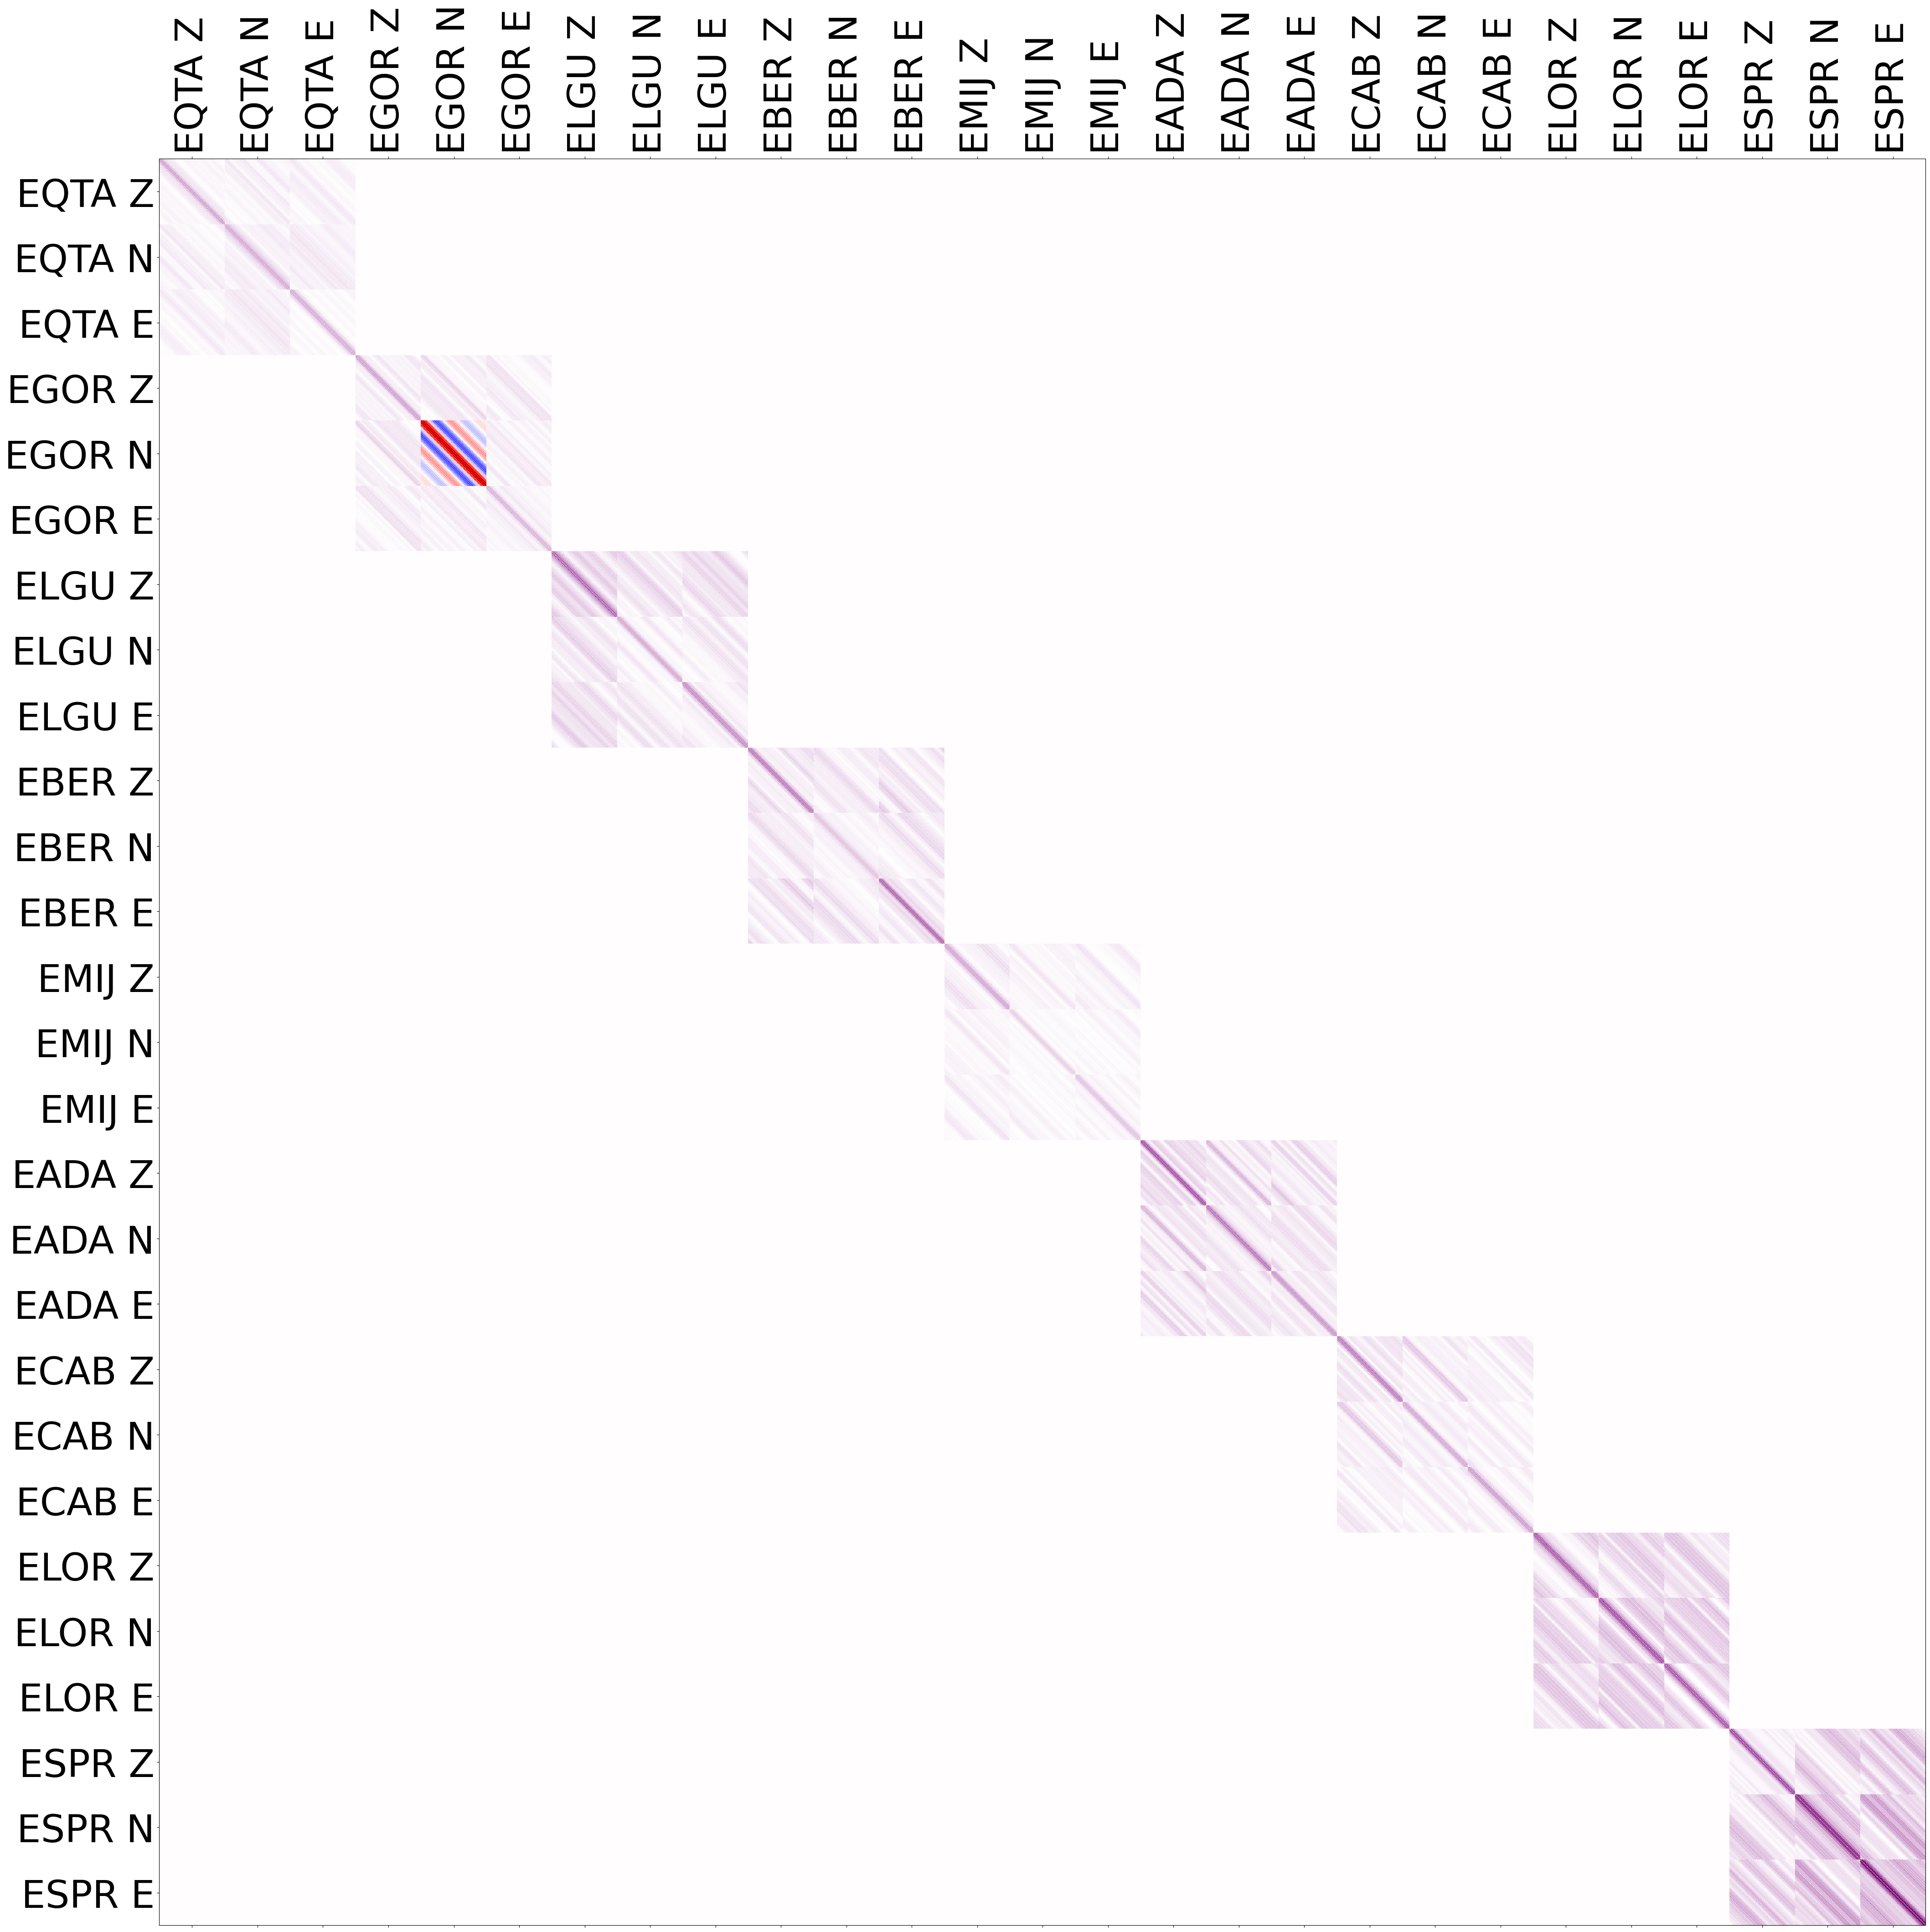 EQTA Z
EQTA N
EQTA E
EGOR Z
EGOR N
EGOR E
ELGU Z
ELGU N
ELGU E
EBER Z
EBER N
EBER E
EMIJ Z
EMIJ N
EMIJ E
EADA Z
EADA N
EADA E
ECAB Z
ECAB N
ECAB E
ELOR Z
ELOR N
ELOR E
ESPR Z
ESPR N
ESPR E
EQTA Z
EQTA N
EQTA E
EGOR Z
EGOR N
EGOR E
ELGU Z
ELGU N
ELGU E
EBER Z
EBER N
EBER E
EMIJ Z
EMIJ N
EMIJ E
EADA Z
EADA N
EADA E
ECAB Z
ECAB N
ECAB E
ELOR Z
ELOR N
ELOR E
ESPR Z
ESPR N
ESPR E